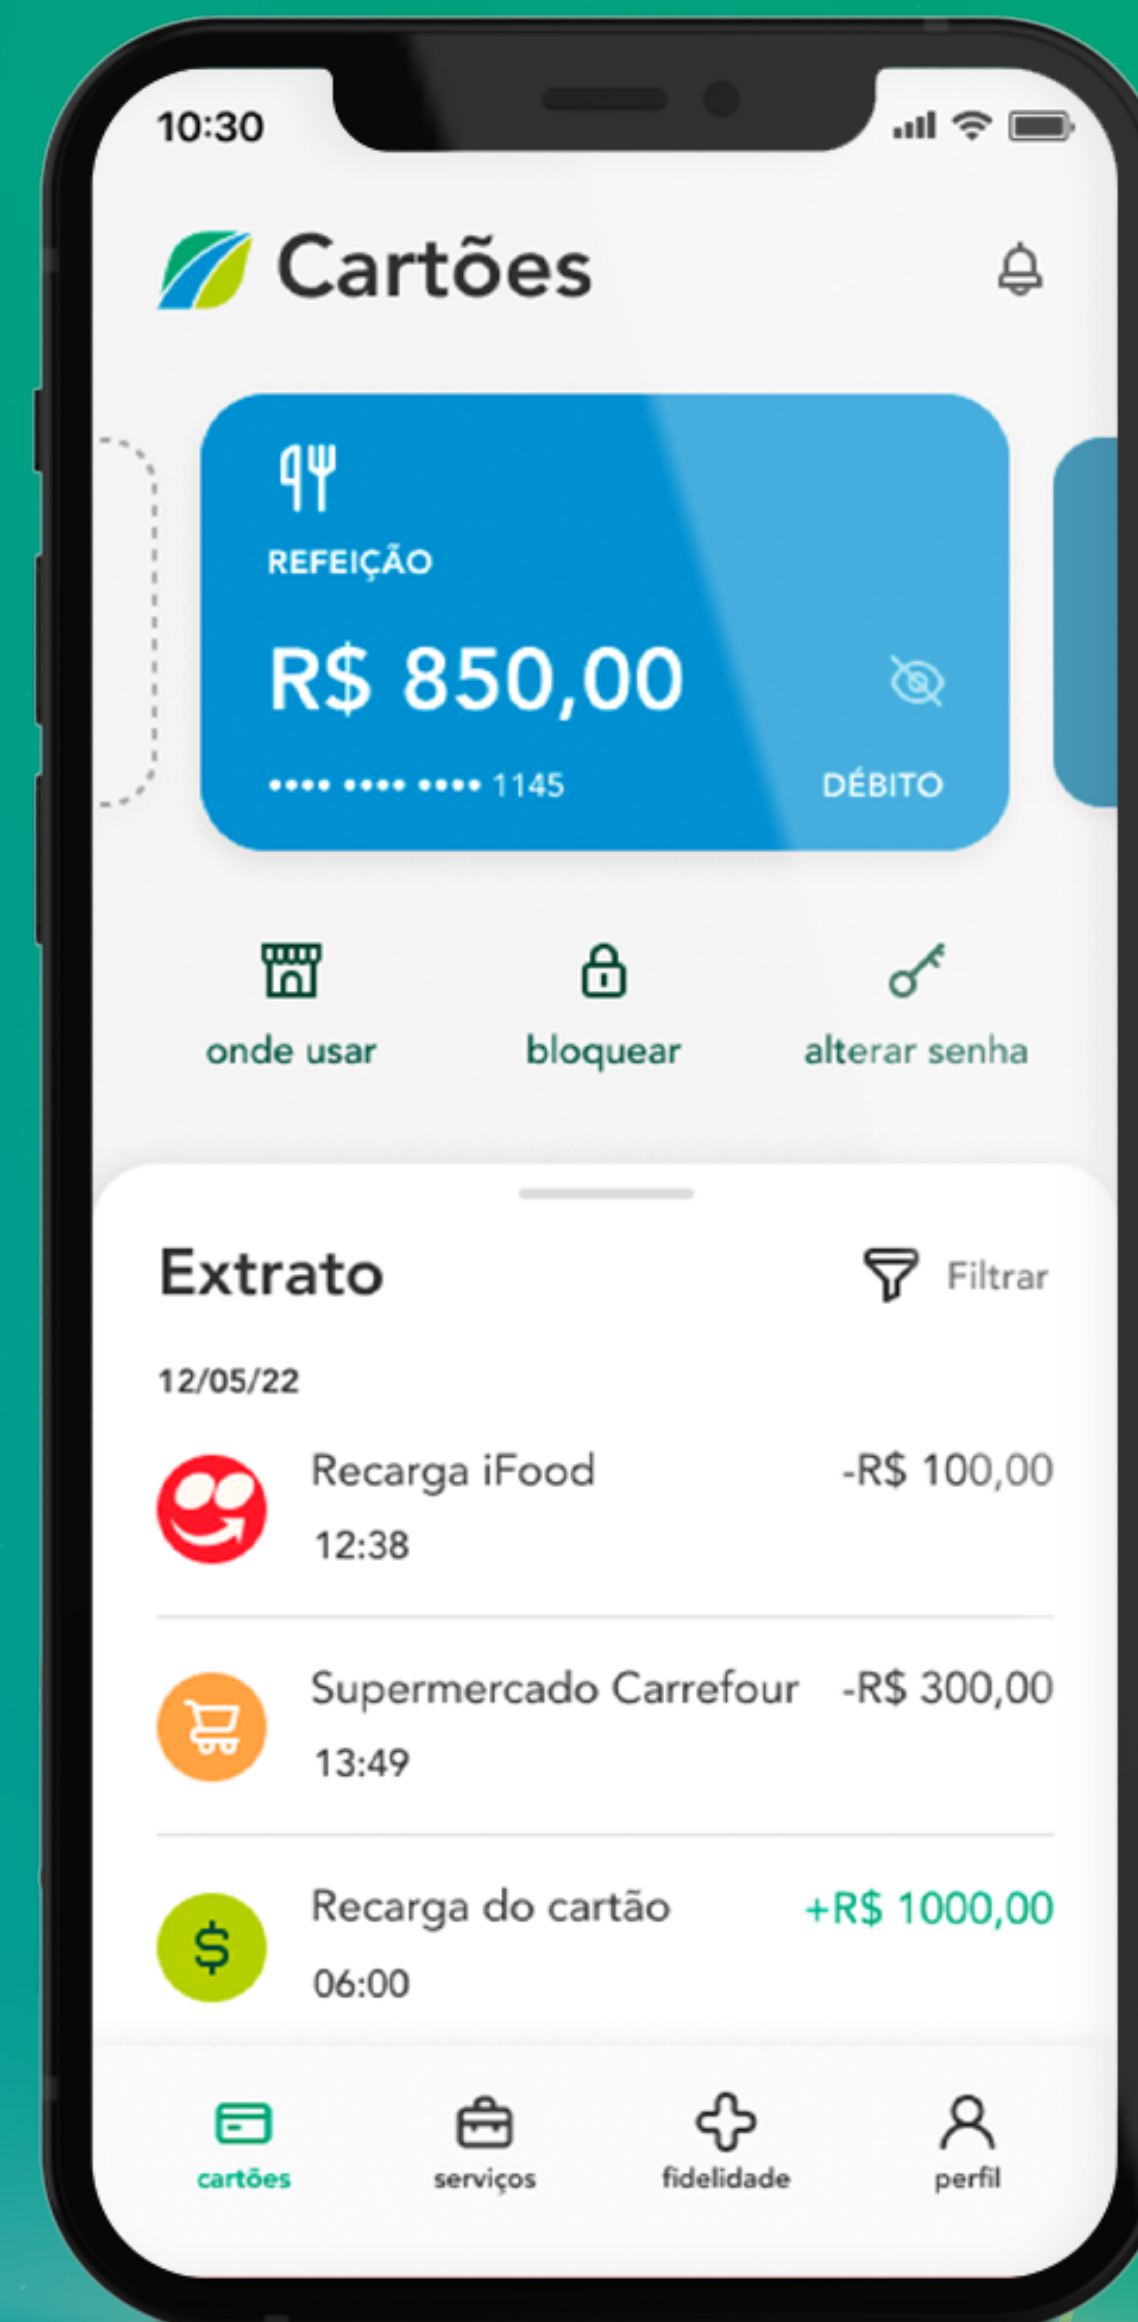 10:30
Cartões
REFEIÇÃO
R$ 850,00
•••• •••• •••• 1145 DÉBITO
onde usar bloquear alterar senha
Extrato Filtrar
12/05/22
Recarga iFood -R$ 100,00
12:38
Supermercado Carrefour -R$ 300,00
13:49
$
Recarga do cartão +R$ 1000,00
06:00
cartões serviços fidelidade perfil